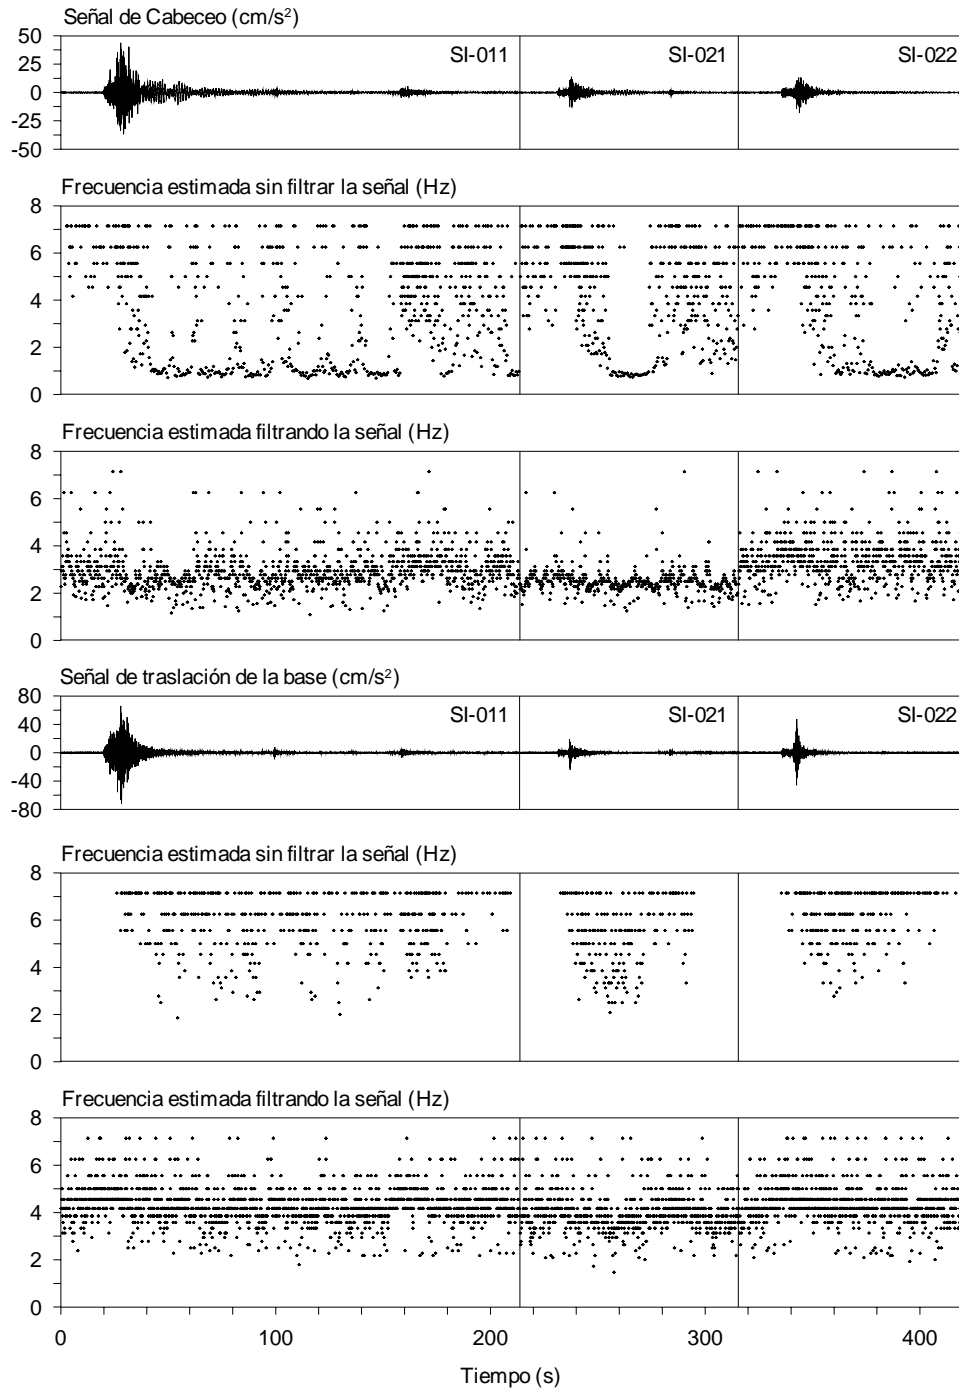 Señal de Cabeceo (cm/s²)
50
25
0
-25
-50
SI-011
SI-021
SI-022
Frecuencia estimada sin filtrar la señal (Hz)
8
6
4
2
0
Frecuencia estimada filtrando la señal (Hz)
8
6
4
2
0
Señal de traslación de la base (cm/s²)
80
40
0
-40
-80
SI-011
SI-021
SI-022
Frecuencia estimada sin filtrar la señal (Hz)
8
6
4
2
0
Frecuencia estimada filtrando la señal (Hz)
8
6
4
2
0
0 100 200 300 400
Tiempo (s)